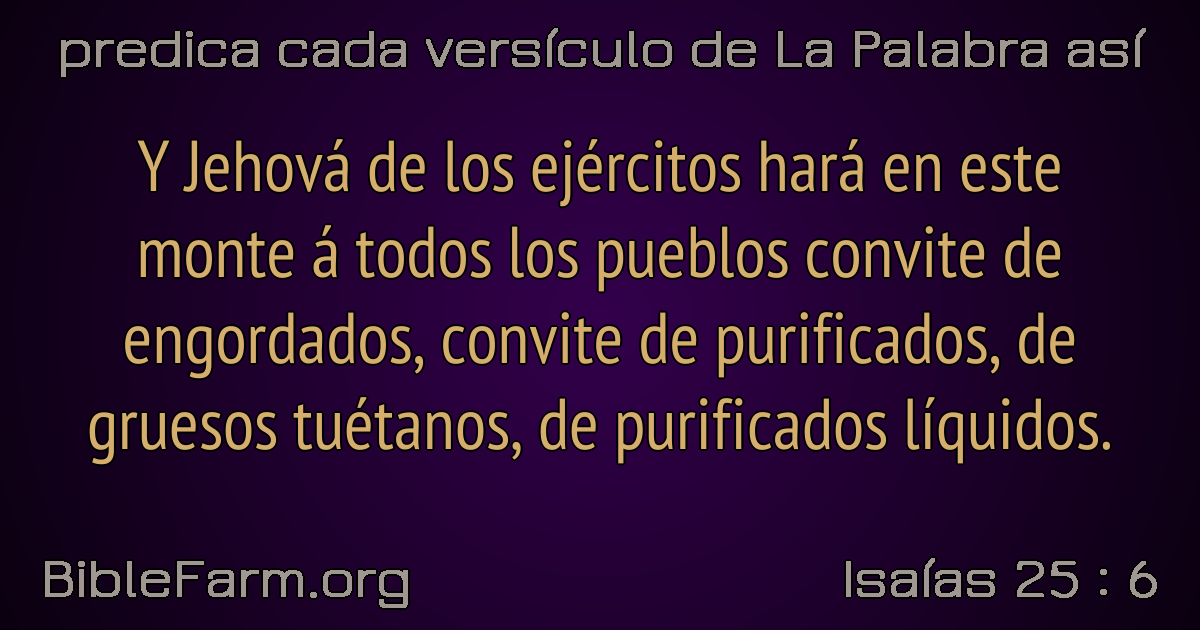 predica cada versículo de La Palabra así
Y Jehová de los ejércitos hará en este
monte á todos los pueblos convite de
engordados, convite de purificados, de
gruesos tuétanos, de purificados líquidos.
BibleFarm.org
Isaías 25 : 6